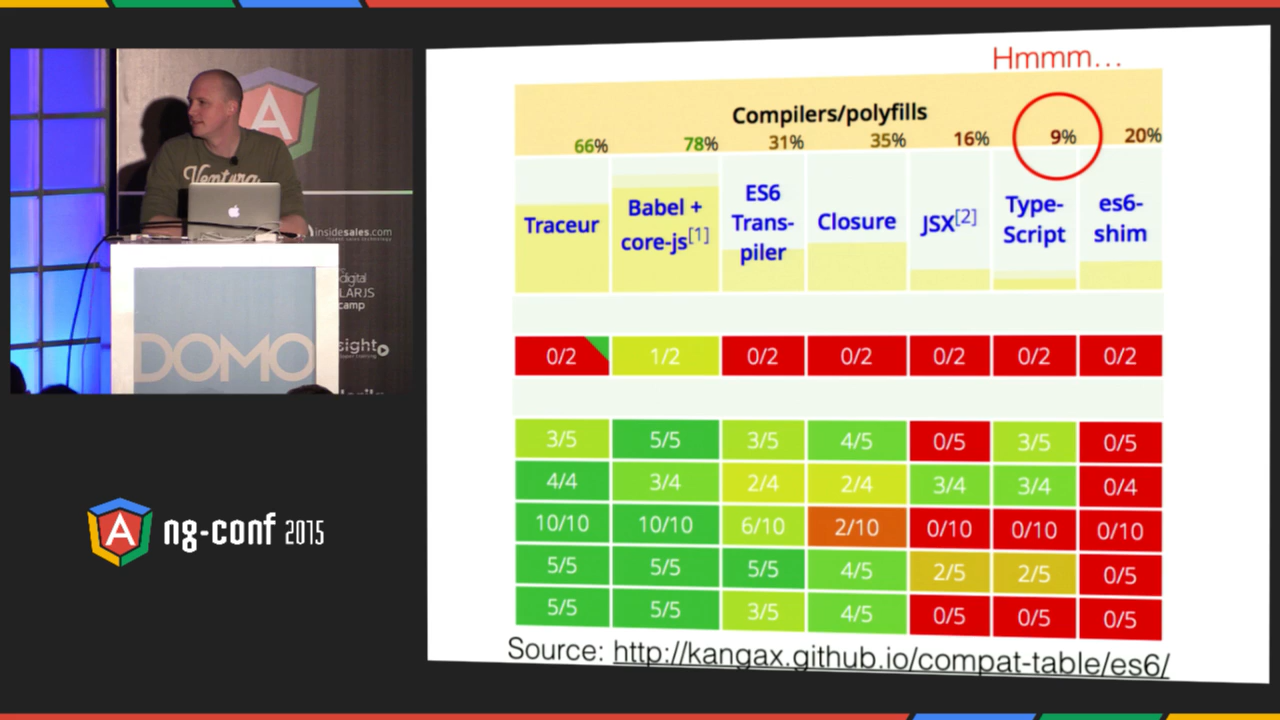 Hmmm…
Compilers/polyfills
66% 78% 31% 35% 16% 9% 20%
Traceur
Babel +
core-js[1]
ES6
Trans-
piler
Closure
JSX[2]
Type-
Script
es6-
shim
0/2 1/2 0/2 0/2 0/2 0/2 0/2
3/5 5/5 3/5 4/5 0/5 3/5 0/5
4/4 3/4 2/4 2/4 3/4 3/4 0/4
10/10 10/10 6/10 2/10 0/10 0/10 0/10
5/5 5/5 5/5 4/5 2/5 2/5 0/5
5/5 5/5 3/5 4/5 0/5 0/5 0/5
Source: http://kangax.github.io/compat-table/es6/
A
Ventura
insidesales.com
digital
camp
sight
DOMO
A
ng-conf 2015